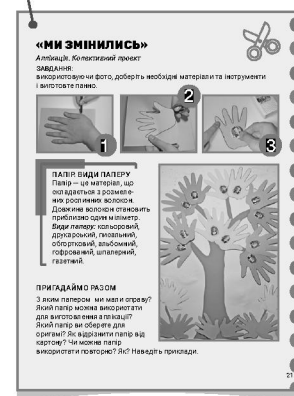 «МИ ЗМІНИЛИСЬ»
Аплікація. Колективний проект
ЗАВДАННЯ:
використовуючи фото, доберіть необхідні матеріали та інструменти
і виготовте панно.
1
2
3
ПАПІР. ВИДИ ПАПЕРУ
Папір — це матеріал, що
складається з розмеле-
них рослинних волокон.
Довжина волокон становить
приблизно один міліметр.
Види паперу: кольоровий,
друкарський, писальний,
обгортковий, альбомний,
гофрований, шпалерний,
газетний.
ПРИГАДАЙМО РАЗОМ
З яким папером ми мали справу?
Який папір можна використати
для виготовлення аплікації?
Який папір ви оберете для
оригамі? Як відрізнити папір від
картону? Чи можна папір
використати повторно? Як? Наведіть приклади.
21